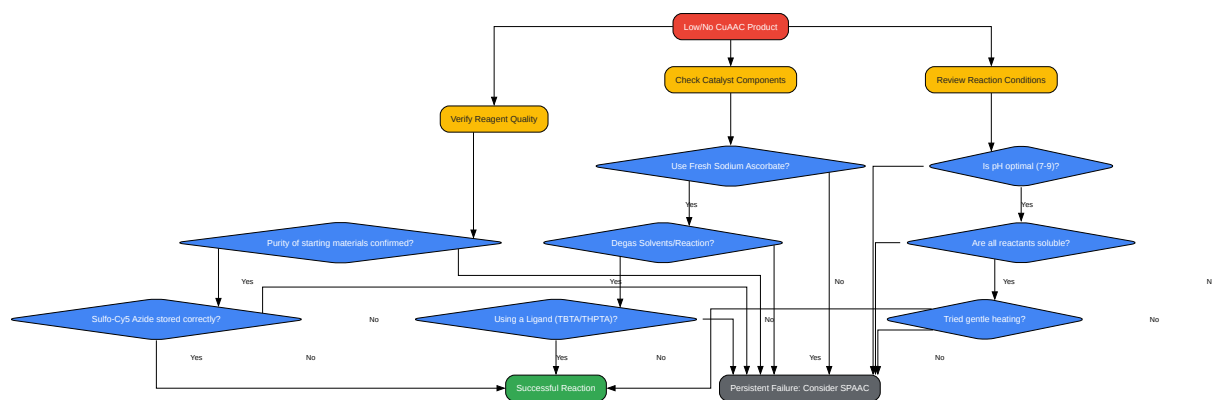 Low/No CuAAC Product
Check Catalyst Components
Review Reaction Conditions
Verify Reagent Quality
Use Fresh Sodium Ascorbate?
Is pH optimal (7-9)?
Yes
Yes
Purity of starting materials confirmed?
Degas Solvents/Reaction?
Are all reactants soluble?
Yes
Yes
No
Yes
N
Sulfo-Cy5 Azide stored correctly?
No
Using a Ligand (TBTA/THPTA)?
No
Tried gentle heating?
No
Yes
No
Yes
No
Yes
No
Successful Reaction
Persistent Failure: Consider SPAAC